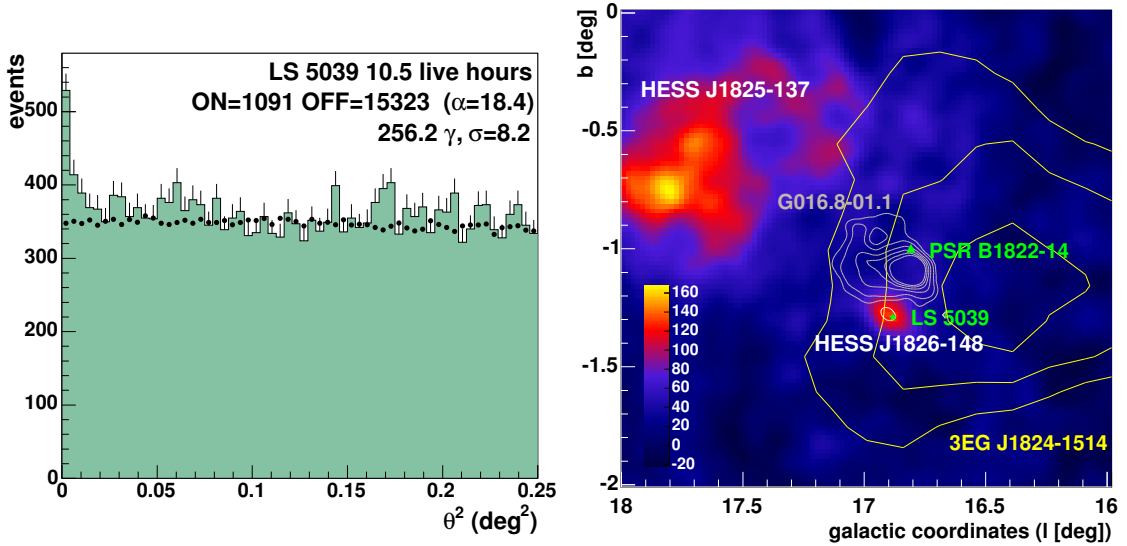 LS 5039 10.5 live hours
ON=1091 OFF=15323 (α=18.4)
256.2 γ, σ=8.2
events
500
400
300
200
100
0
0 0.05 0.1 0.15 0.2 0.25
θ² (deg²)
b [deg]
0
-0.5
-1
-1.5
-2
HESS J1825-137
G016.8-01.1
PSR B1822-14
LS 5039
HESS J1826-148
3EG J1824-1514
160
140
120
100
80
60
40
20
0
-20
18 17.5 17 16.5 16
galactic coordinates (l [deg])